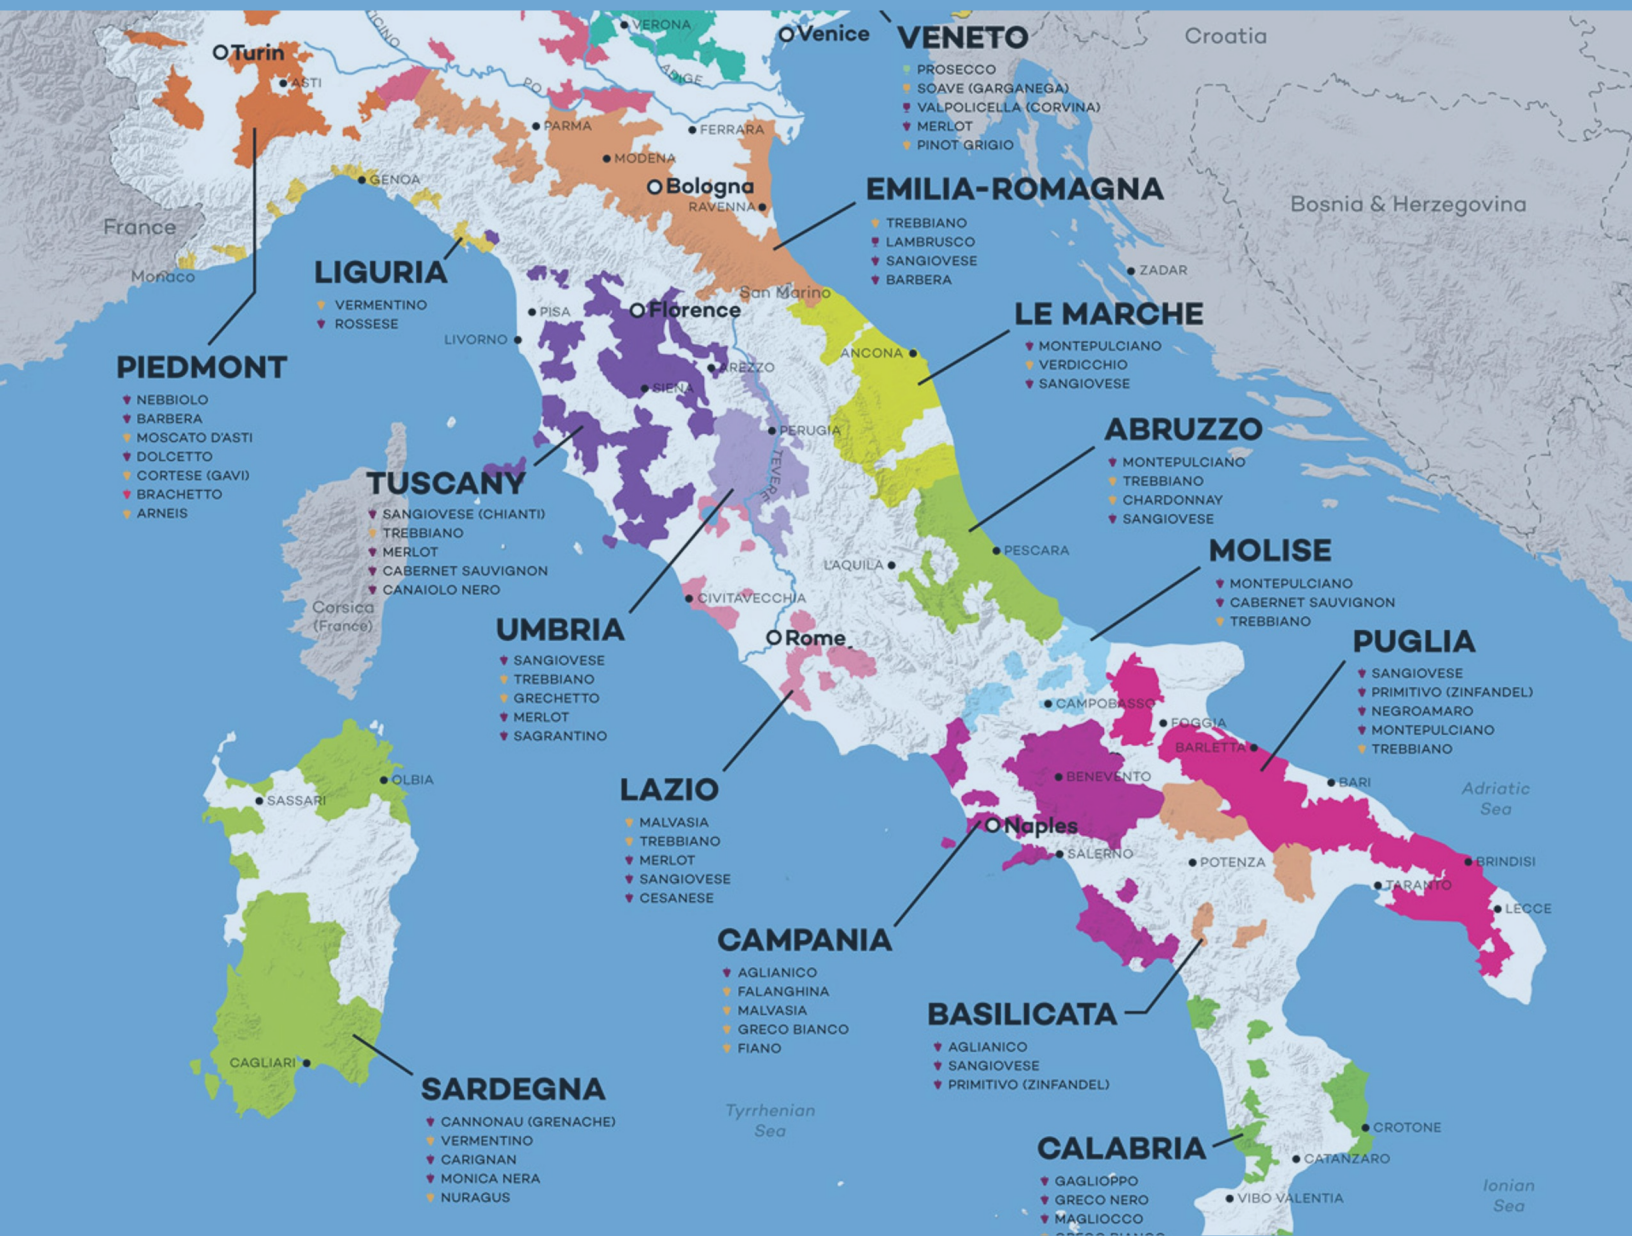 TICINO
VERONA
Venice
Turin
ASTI
PO
ADIGE
VENETO
PROSECCO
SOAVE (GARGANEGA)
VALPOLICELLA (CORVINA)
MERLOT
PINOT GRIGIO
Croatia
PARMA
FERRARA
MODENA
Bologna
RAVENNA
GENOA
EMILIA-ROMAGNA
TREBBIANO
LAMBRUSCO
SANGIOVESE
BARBERA
Bosnia & Herzegovina
France
Monaco
ZADAR
LIGURIA
VERMENTINO
ROSSESE
San Marino
Florence
PISA
LIVORNO
AREZZO
SIENA
ANCONA
PERUGIA
TEVERE
LE MARCHE
MONTEPULCIANO
VERDICCHIO
SANGIOVESE
PIEDMONT
NEBBIOLO
BARBERA
MOSCATO D'ASTI
DOLCETTO
CORTESE (GAVI)
BRACHETTO
ARNEIS
ABRUZZO
MONTEPULCIANO
TREBBIANO
CHARDONNAY
SANGIOVESE
TUSCANY
SANGIOVESE (CHIANTI)
TREBBIANO
MERLOT
CABERNET SAUVIGNON
CANAIOLO NERO
Corsica
(France)
PESCARA
L'AQUILA
CIVITAVECCHIA
Rome
MOLISE
MONTEPULCIANO
CABERNET SAUVIGNON
TREBBIANO
UMBRIA
SANGIOVESE
TREBBIANO
GRECHETTO
MERLOT
SAGRANTINO
PUGLIA
SANGIOVESE
PRIMITIVO (ZINFANDEL)
NEGROAMARO
MONTEPULCIANO
TREBBIANO
CAMPOBASSO
FOGGIA
BARLETTA
BARI
BENEVENTO
Adriatic
Sea
OLBIA
SASSARI
LAZIO
MALVASIA
TREBBIANO
MERLOT
SANGIOVESE
CESANESE
Naples
SALERNO
POTENZA
BRINDISI
TARANTO
LECCE
CAMPANIA
AGLIANICO
FALANGHINA
MALVASIA
GRECO BIANCO
FIANO
BASILICATA
AGLIANICO
SANGIOVESE
PRIMITIVO (ZINFANDEL)
CAGLIARI
SARDEGNA
CANNONAU (GRENACHE)
VERMENTINO
CARIGNAN
MONICA NERA
NURAGUS
Tyrrhenian
Sea
CALABRIA
GAGLIOPPO
GRECO NERO
MAGLIOCCO
GRECO BIANCO
CROTONE
CATANZARO
VIBO VALENTIA
Ionian
Sea